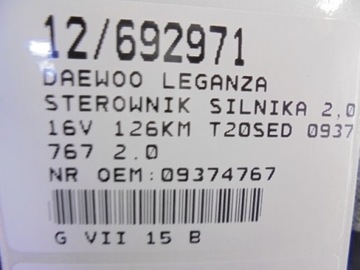 12/692971
DAEWOO LEGANZA
STEROWNIK SILNIKA 2,0
16V 126KM T20SED 0937
767 2.0
NR OEM:09374767
G VII 15 B